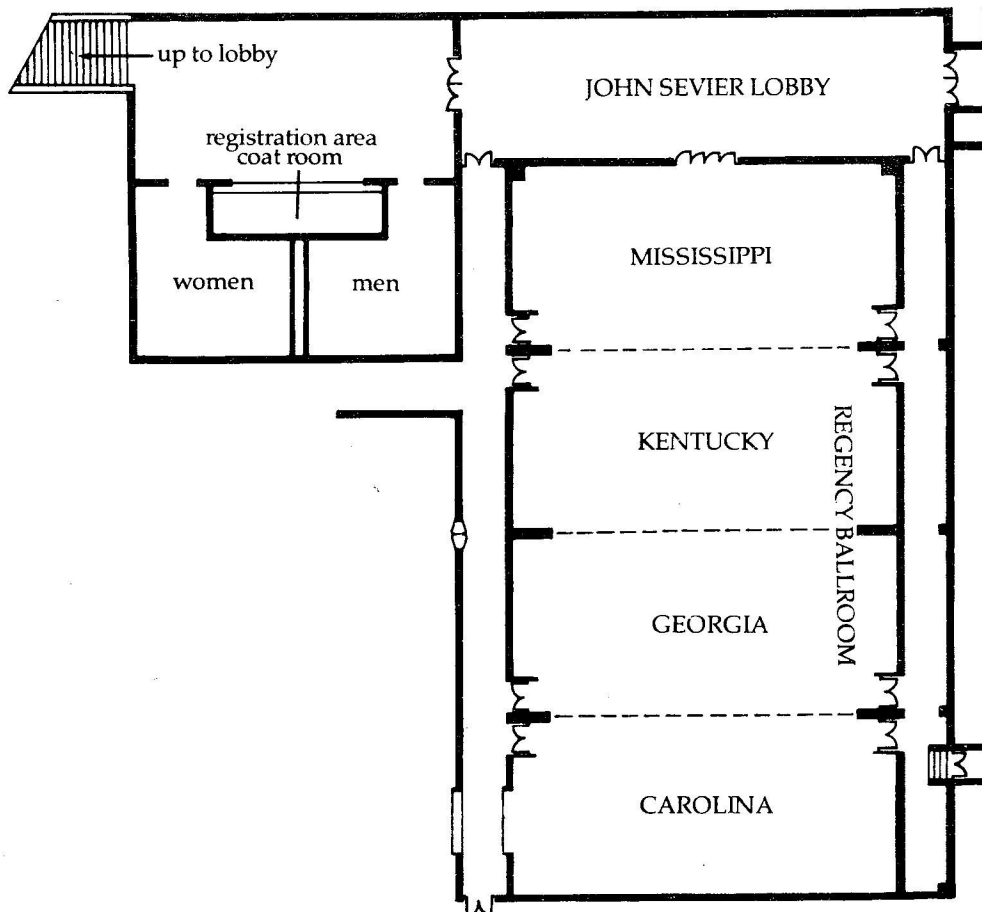 up to lobby
JOHN SEVIER LOBBY
registration area
coat room
MISSISSIPPI
women
men
KENTUCKY
REGENCY BALLROOM
GEORGIA
CAROLINA